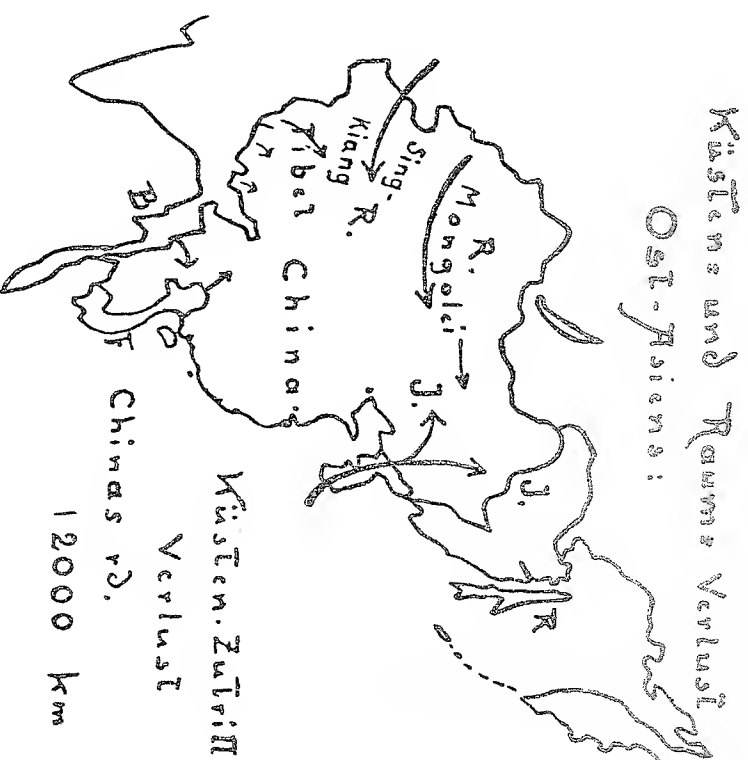 Küsten= und Raum= Verlust
Ost-Asiens:
R.
Mongolei
Sing-R.
Kiang
Tibet
China
J.
J.
R
B
F
Küsten-Zutritt
Verlust
Chinas rd.
12000 km